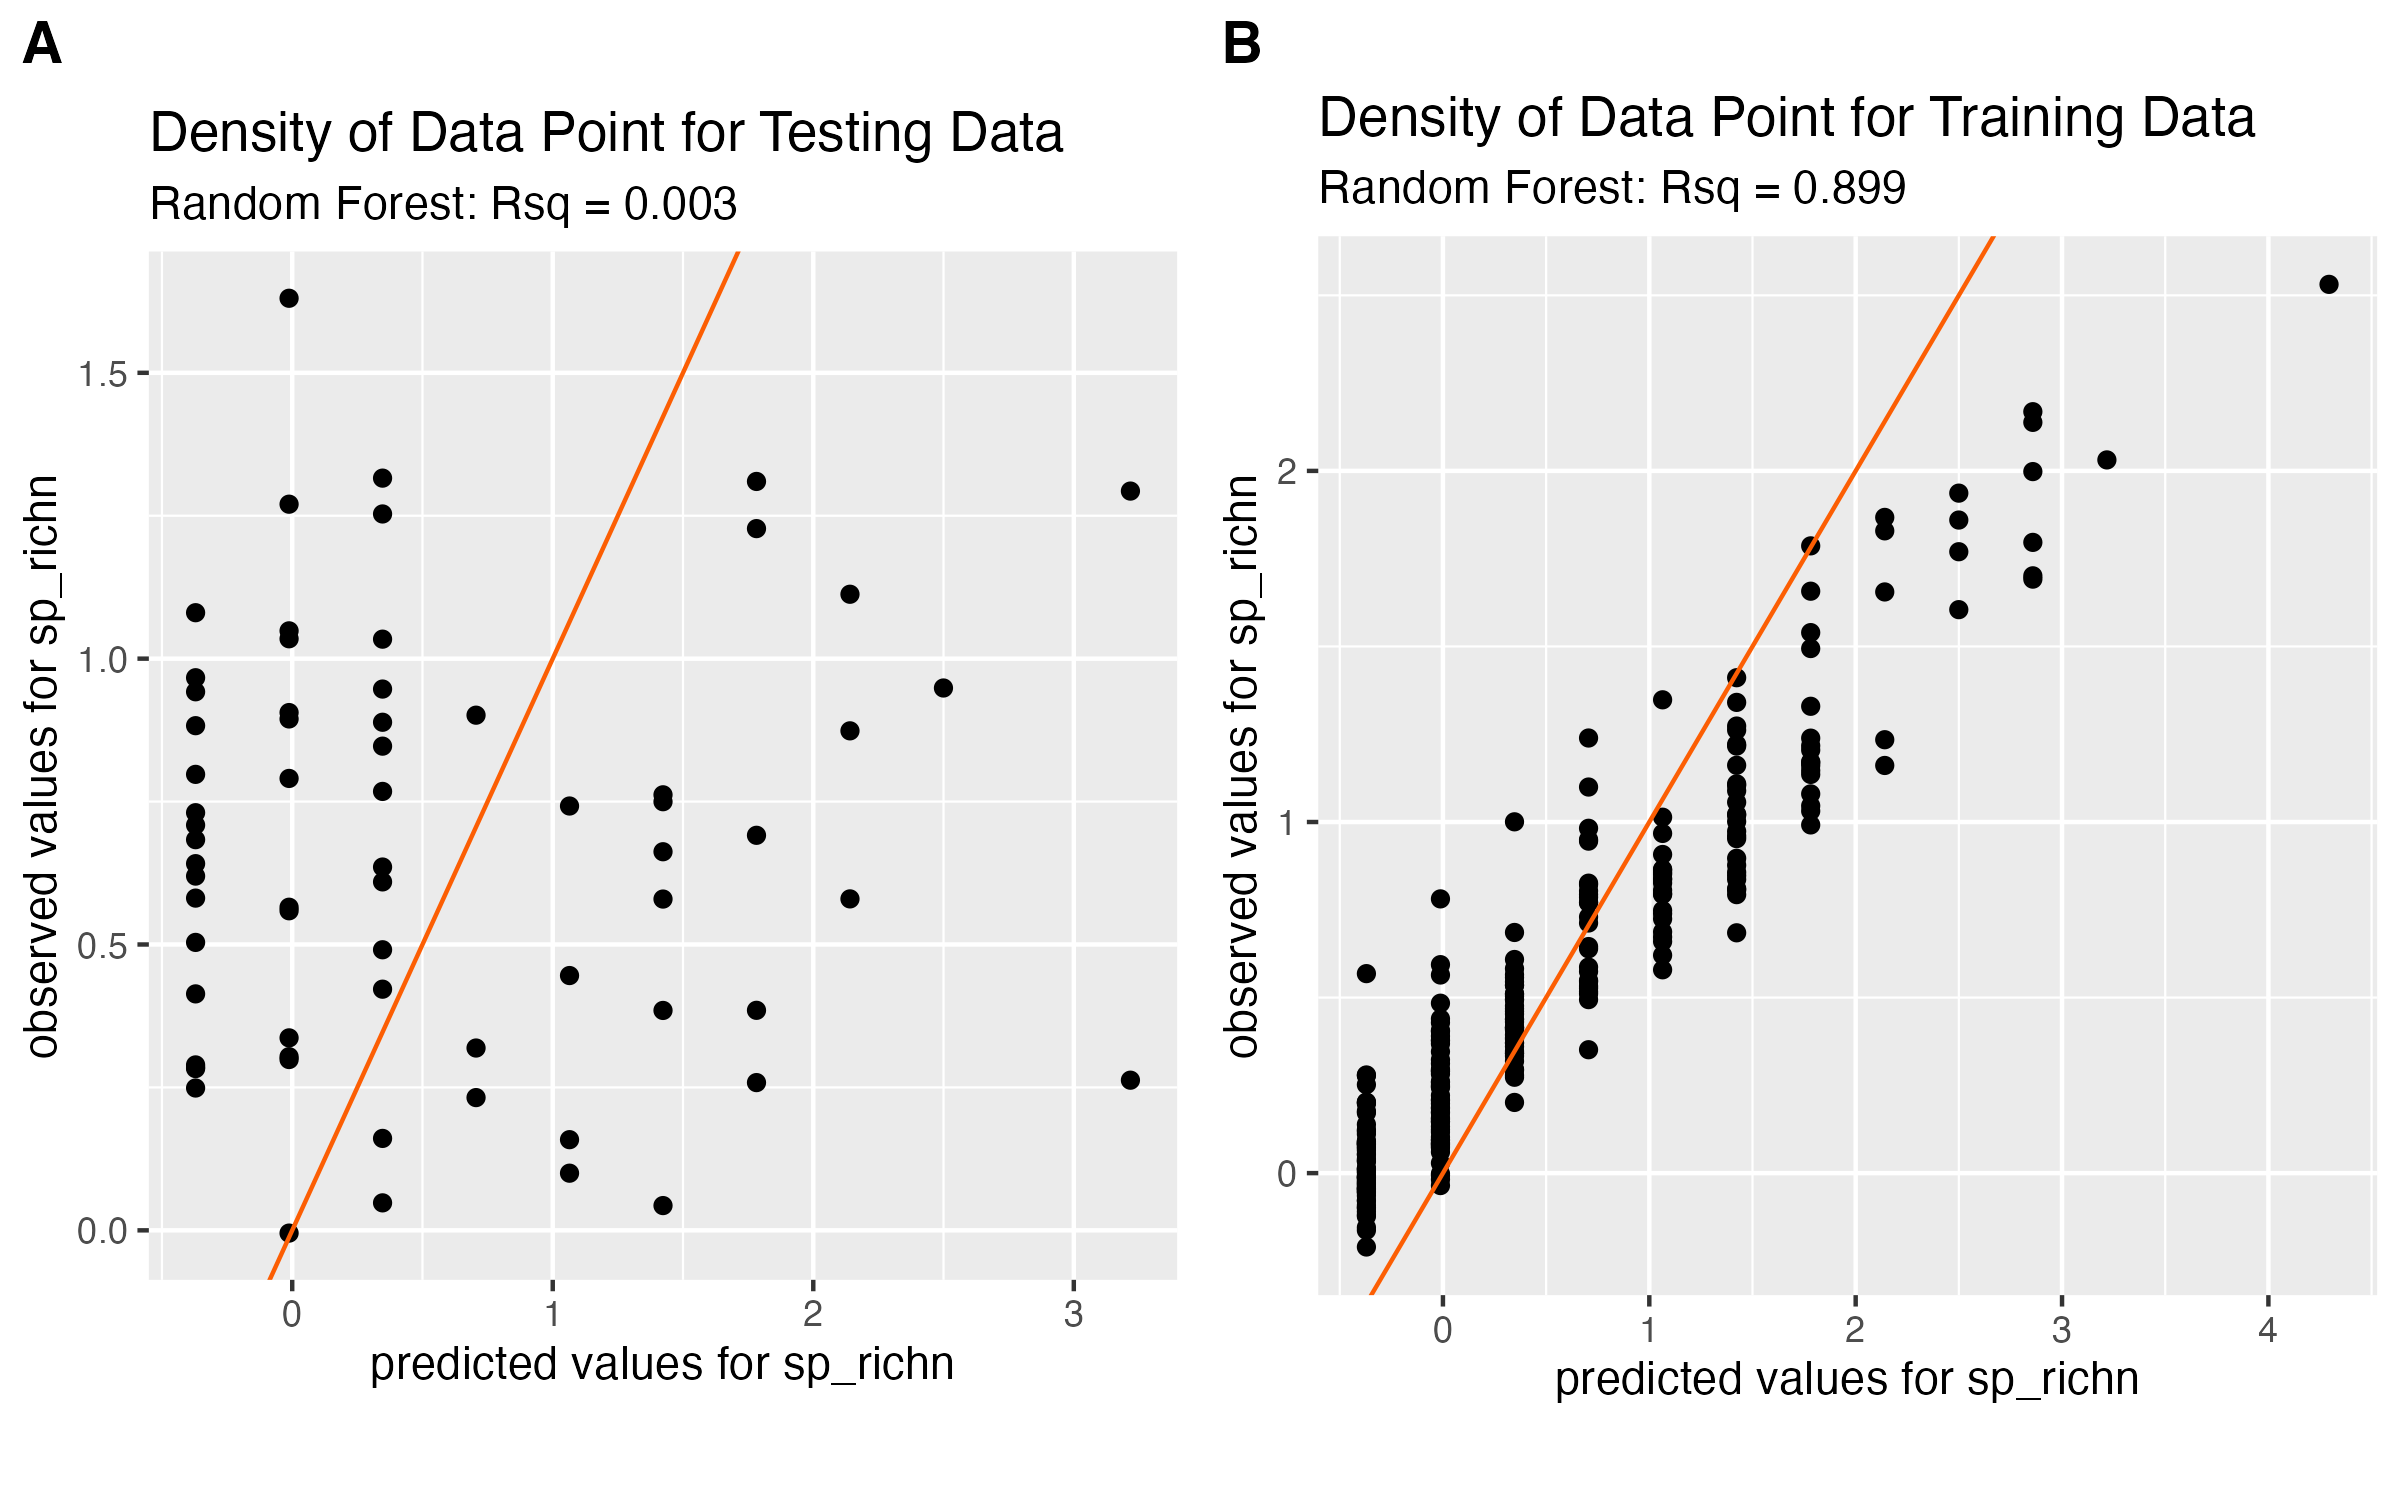 A
Density of Data Point for Testing Data
Random Forest: Rsq = 0.003
observed values for sp_richn
1.5
1.0
0.5
0.0
0 1 2 3
predicted values for sp_richn
B
Density of Data Point for Training Data
Random Forest: Rsq = 0.899
observed values for sp_richn
2
1
0
0 1 2 3 4
predicted values for sp_richn